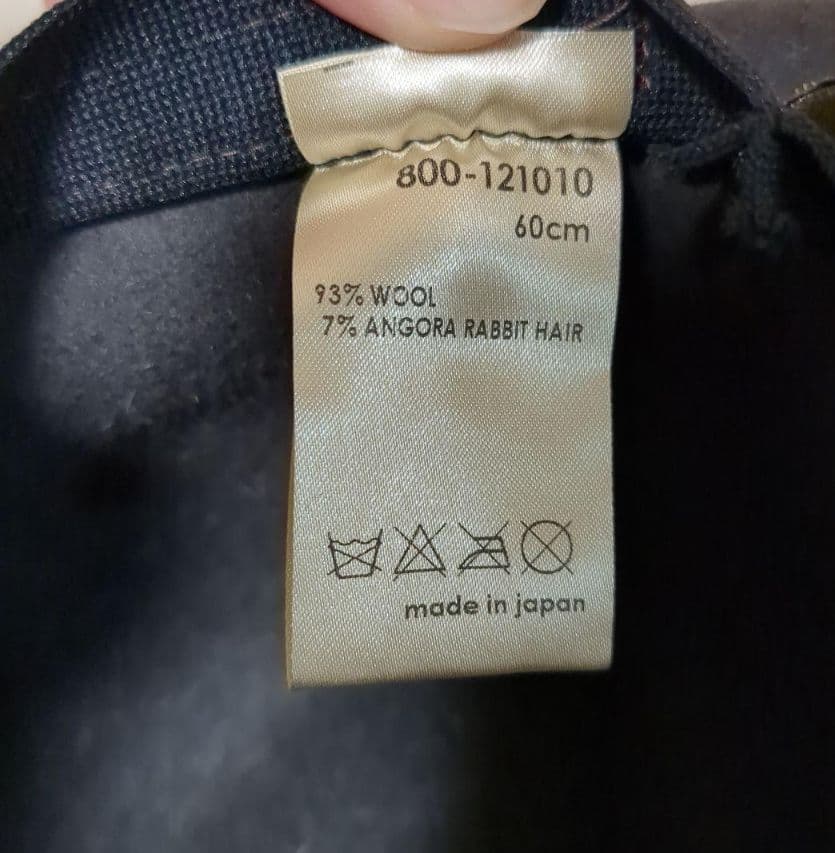 800-121010
60cm
93% WOOL
7% ANGORA RABBIT HAIR
made in japan